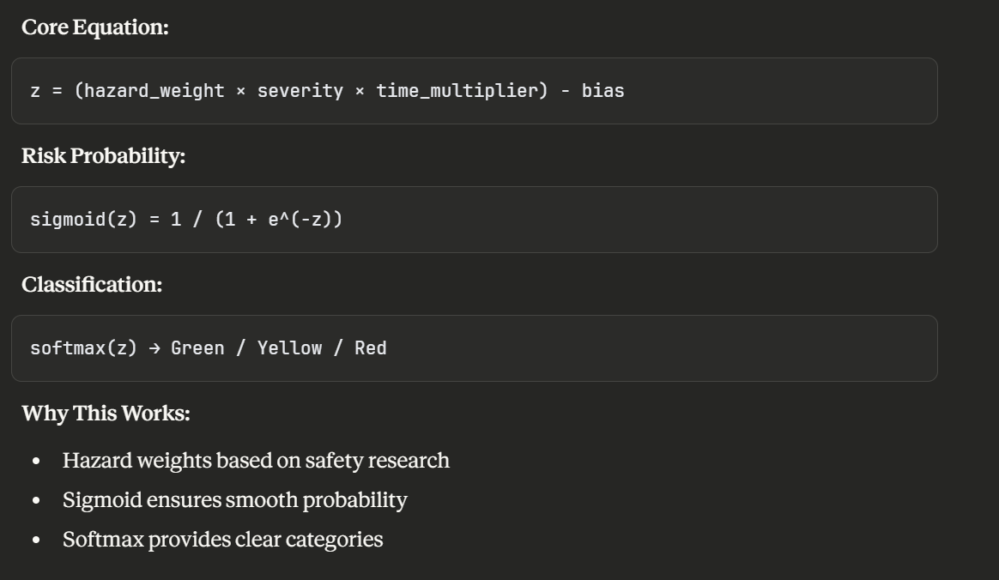 Core Equation:
z = (hazard_weight × severity × time_multiplier) - bias
Risk Probability:
sigmoid(z) = 1 / (1 + e^(-z))
Classification:
softmax(z) → Green / Yellow / Red
Why This Works:
• Hazard weights based on safety research
• Sigmoid ensures smooth probability
• Softmax provides clear categories